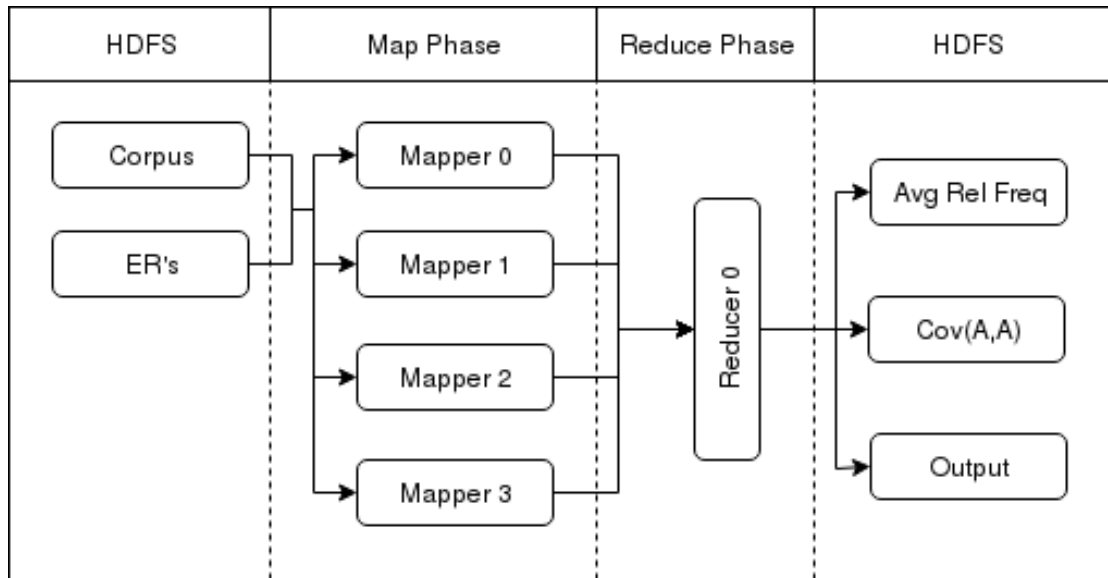 HDFS
Map Phase
Reduce Phase
HDFS
Corpus
ER's
Mapper 0
Mapper 1
Mapper 2
Mapper 3
Reducer 0
Avg Rel Freq
Cov(A,A)
Output